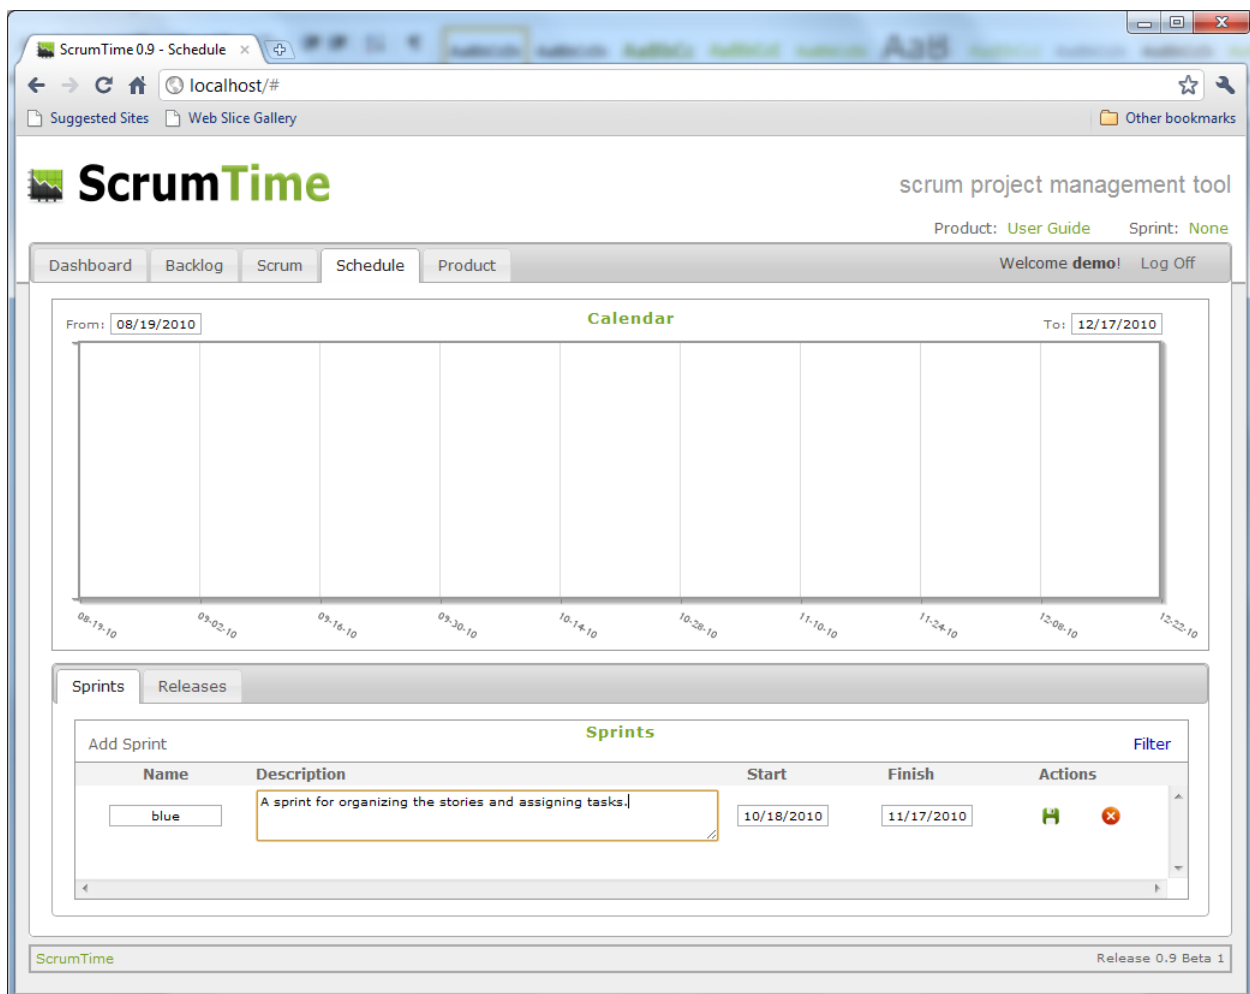 ScrumTime 0.9 - Schedule
localhost/#
Suggested Sites Web Slice Gallery Other bookmarks
ScrumTime
scrum project management tool
Product: User Guide Sprint: None
Dashboard Backlog Scrum Schedule Product Welcome demo! Log Off
From: 08/19/2010 Calendar To: 12/17/2010
08-19-10 09-02-10 09-16-10 09-30-10 10-14-10 10-28-10 11-10-10 11-24-10 12-08-10 12-22-10
Sprints Releases
Sprints
Add Sprint Filter
Name Description Start Finish Actions
blue A sprint for organizing the stories and assigning tasks. 10/18/2010 11/17/2010
ScrumTime Release 0.9 Beta 1